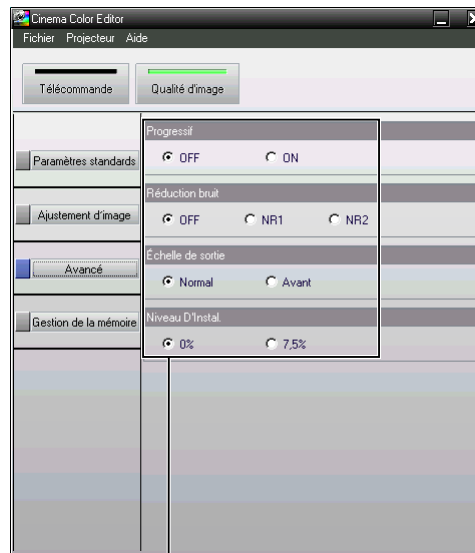 Cinema Color Editor
Fichier Projecteur Aide
Télécommande Qualité d'image
Progressif
Paramètres standards OFF ON
Réduction bruit
Ajustement d'image OFF NR1 NR2
Échelle de sortie
Avancé Normal Avant
Gestion de la mémoire Niveau D'Instal.
0% 7,5%